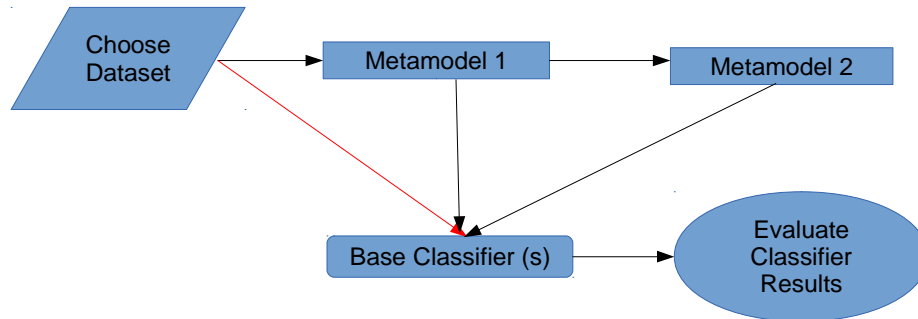 Choose
Dataset
Metamodel 1
Metamodel 2
Base Classifier (s)
Evaluate
Classifier
Results